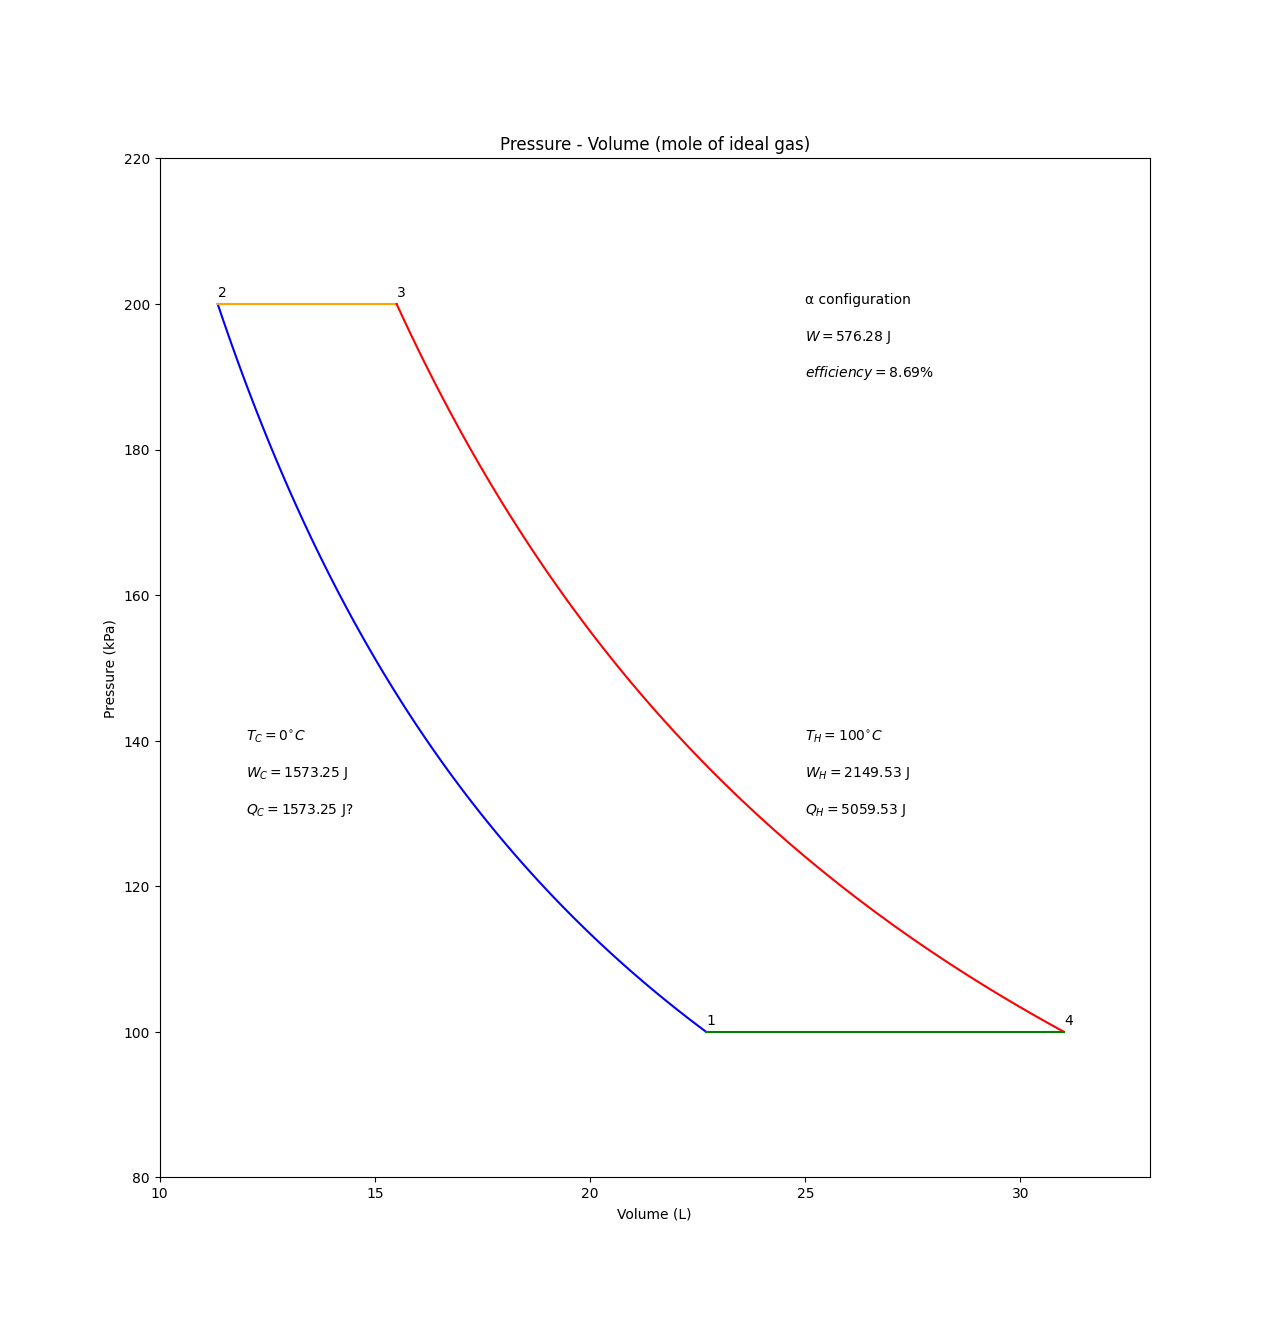 Pressure - Volume (mole of ideal gas)
220
200
180
160
140
120
100
80
Pressure (kPa)
2
3
α configuration
W = 576.28 J
efficiency = 8.69%
T_C = 0°C
W_C = 1573.25 J
Q_C = 1573.25 J?
T_H = 100°C
W_H = 2149.53 J
Q_H = 5059.53 J
1
4
10
15
20
25
30
Volume (L)